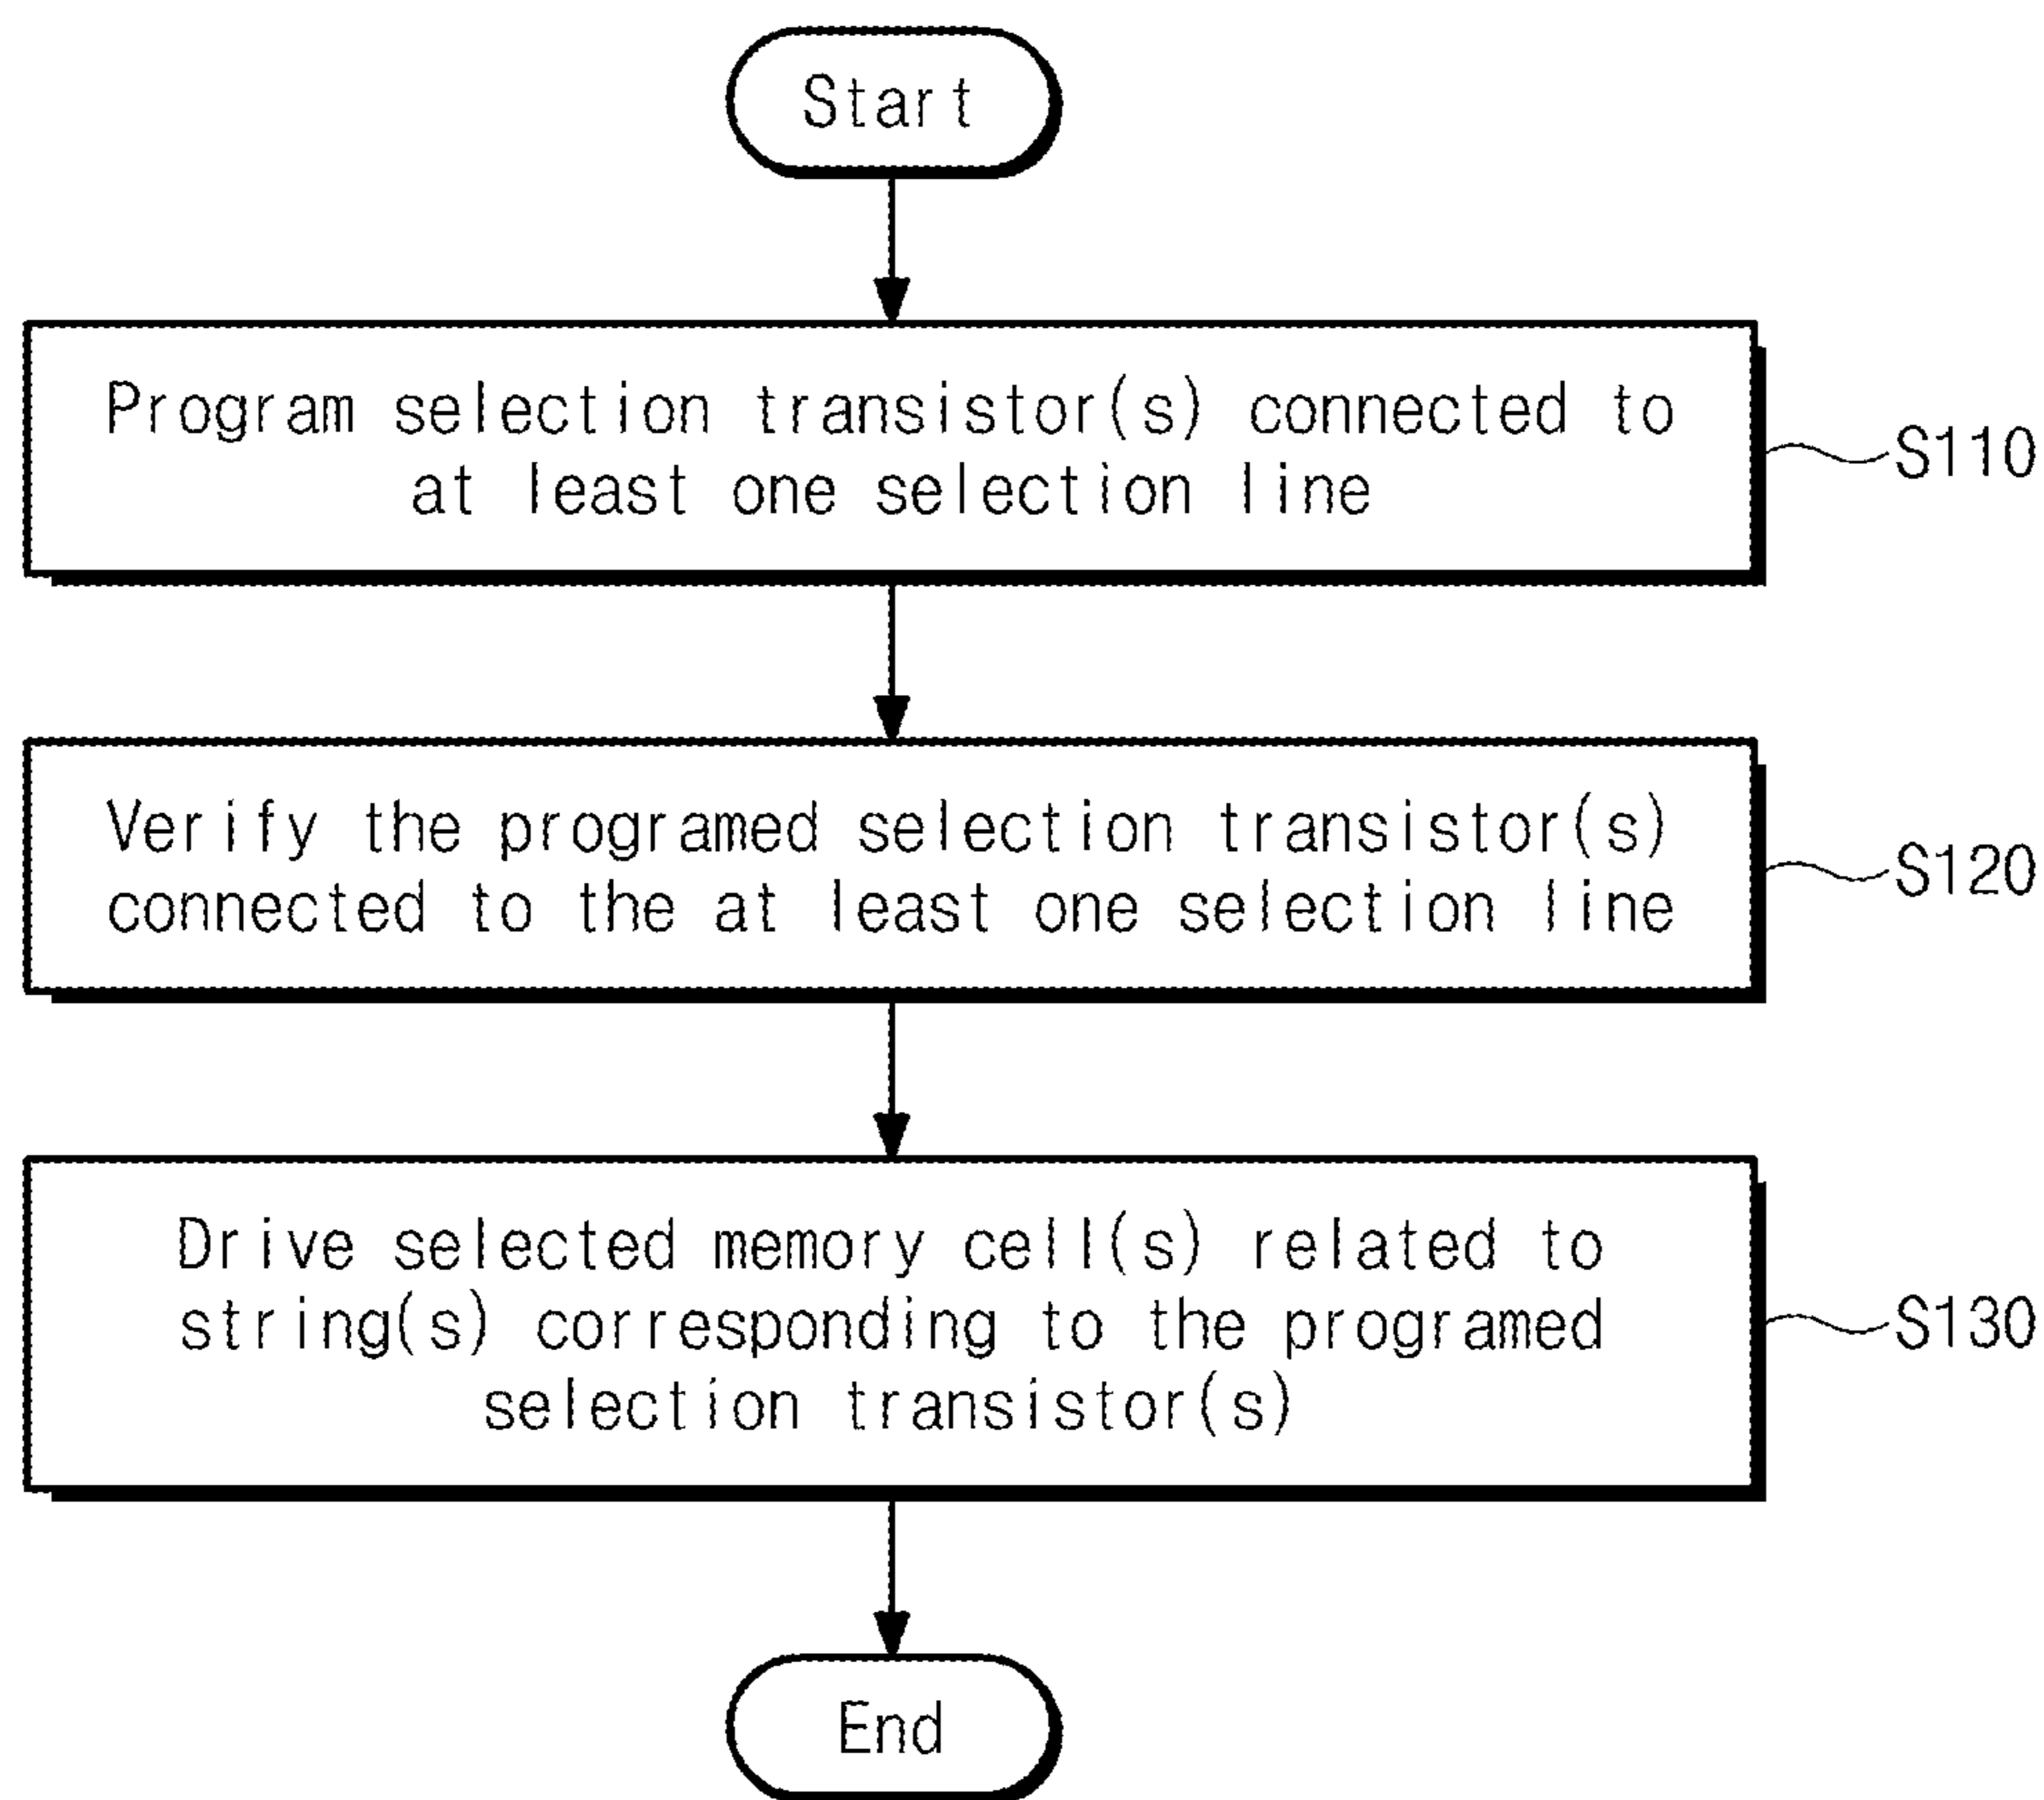 Start
Program selection transistor(s) connected to
at least one selection line
S110
Verify the programed selection transistor(s)
connected to the at least one selection line
S120
Drive selected memory cell(s) related to
string(s) corresponding to the programed
selection transistor(s)
S130
End